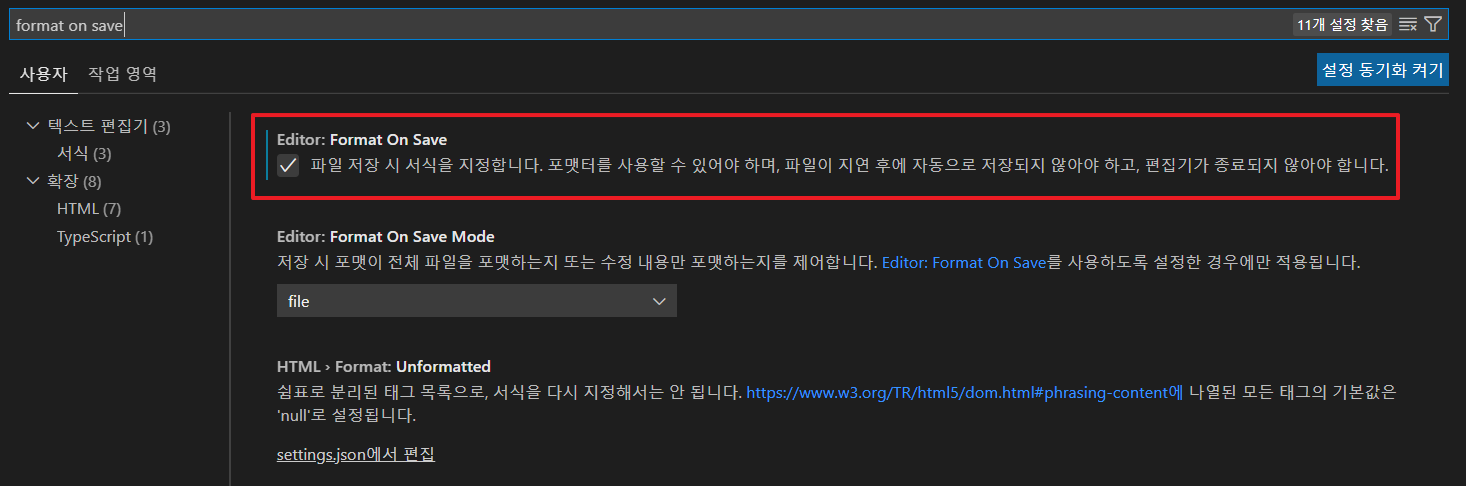 format on save
11개 설정 찾음
사용자
작업 영역
설정 동기화 켜기
텍스트 편집기 (3)
서식 (3)
확장 (8)
HTML (7)
TypeScript (1)
Editor: Format On Save
파일 저장 시 서식을 지정합니다. 포맷터를 사용할 수 있어야 하며, 파일이 지연 후에 자동으로 저장되지 않아야 하고, 편집기가 종료되지 않아야 합니다.
Editor: Format On Save Mode
저장 시 포맷이 전체 파일을 포맷하는지 또는 수정 내용만 포맷하는지를 제어합니다. Editor: Format On Save를 사용하도록 설정한 경우에만 적용됩니다.
file
HTML › Format: Unformatted
쉼표로 분리된 태그 목록으로, 서식을 다시 지정해서는 안 됩니다. https://www.w3.org/TR/html5/dom.html#phrasing-content에 나열된 모든 태그의 기본값은
'null'로 설정됩니다.
settings.json에서 편집